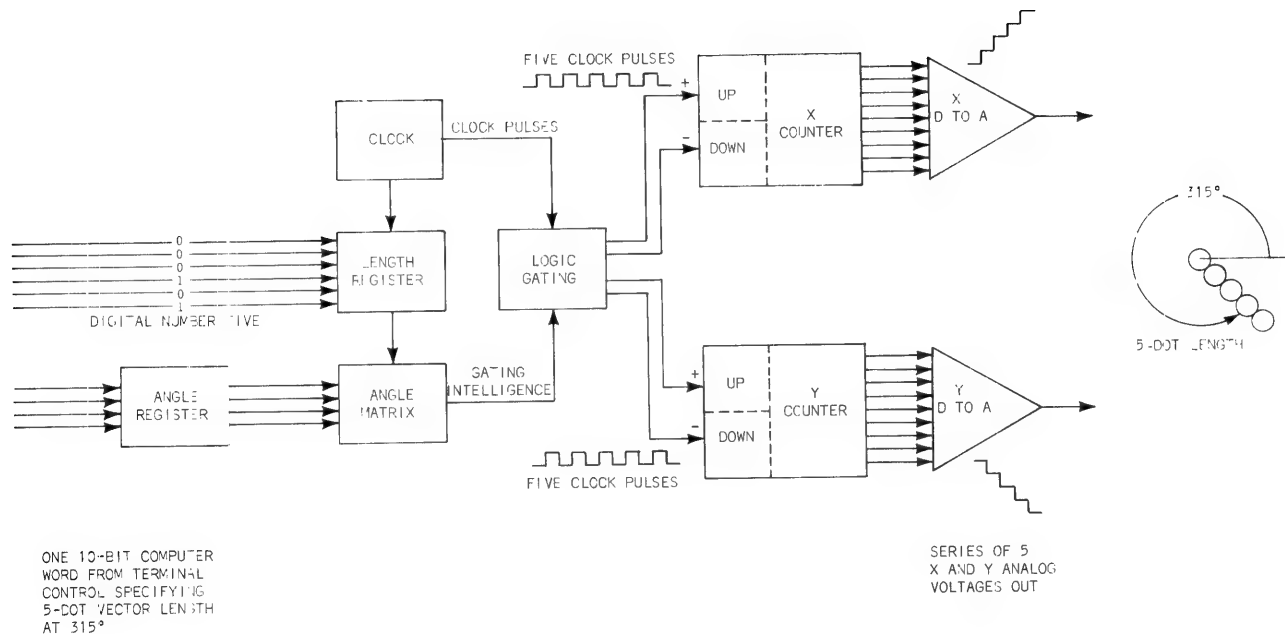 FIVE CLOCK PULSES
+
UP
X
COUNTER
X
D TO A
-
DOWN
CLOCK
CLOCK PULSES
315°
0
0
0
1
0
1
LENGTH
REGISTER
LOGIC
GATING
DIGITAL NUMBER FIVE
5-DOT LENGTH
ANGLE
REGISTER
ANGLE
MATRIX
GATING
INTELLIGENCE
+
UP
Y
COUNTER
Y
D TO A
-
DOWN
FIVE CLOCK PULSES
ONE 10-BIT COMPUTER
WORD FROM TERMINAL
CONTROL SPECIFYING
5-DOT VECTOR LENGTH
AT 315°
SERIES OF 5
X AND Y ANALOG
VOLTAGES OUT